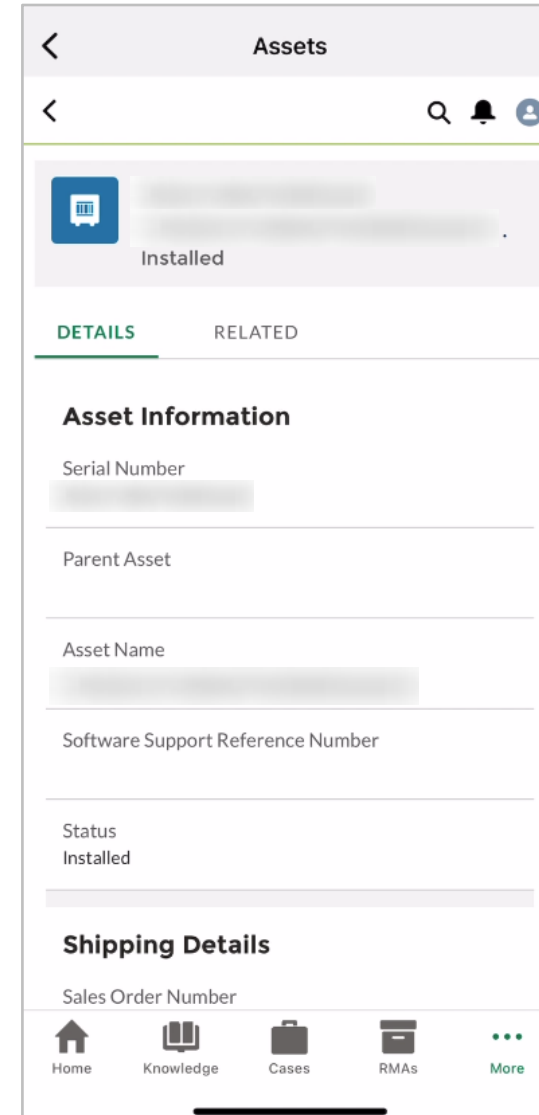 Assets
Installed
DETAILS RELATED
Asset Information
Serial Number
Parent Asset
Asset Name
Software Support Reference Number
Status
Installed
Shipping Details
Sales Order Number
Home Knowledge Cases RMAs More